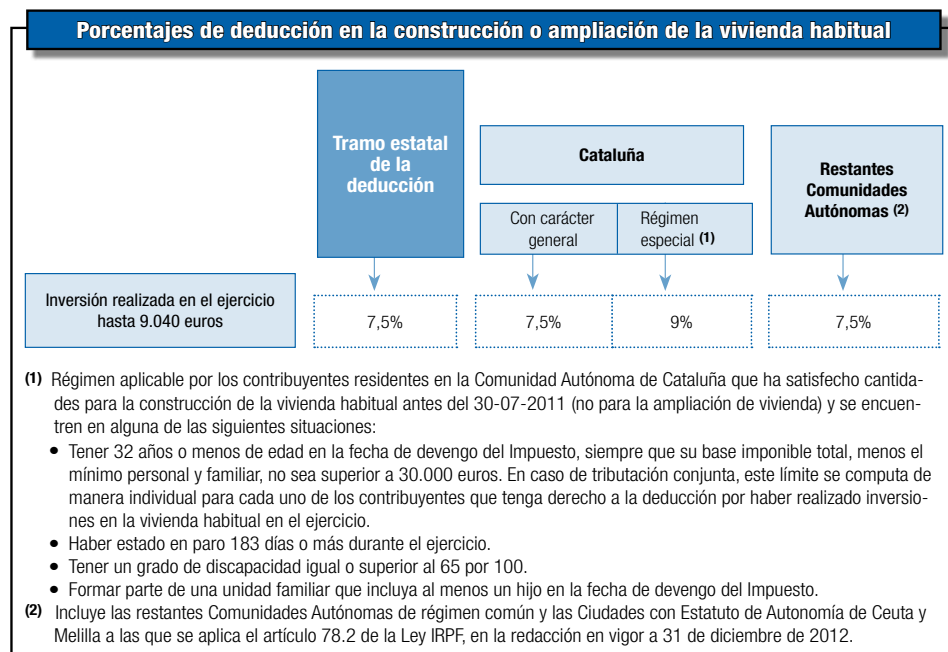 Porcentajes de deducción en la construcción o ampliación de la vivienda habitual
Tramo estatal
de la
deducción
Cataluña
Restantes
Comunidades
Autónomas (2)
Con carácter
general
Régimen
especial (1)
Inversión realizada en el ejercicio
hasta 9.040 euros
7,5%
7,5%
9%
7,5%
(1) Régimen aplicable por los contribuyentes residentes en la Comunidad Autónoma de Cataluña que ha satisfecho cantida-
des para la construcción de la vivienda habitual antes del 30-07-2011 (no para la ampliación de vivienda) y se encuen-
tren en alguna de las siguientes situaciones:
• Tener 32 años o menos de edad en la fecha de devengo del Impuesto, siempre que su base imponible total, menos el
mínimo personal y familiar, no sea superior a 30.000 euros. En caso de tributación conjunta, este límite se computa de
manera individual para cada uno de los contribuyentes que tenga derecho a la deducción por haber realizado inversio-
nes en la vivienda habitual en el ejercicio.
• Haber estado en paro 183 días o más durante el ejercicio.
• Tener un grado de discapacidad igual o superior al 65 por 100.
• Formar parte de una unidad familiar que incluya al menos un hijo en la fecha de devengo del Impuesto.
(2) Incluye las restantes Comunidades Autónomas de régimen común y las Ciudades con Estatuto de Autonomía de Ceuta y
Melilla a las que se aplica el artículo 78.2 de la Ley IRPF, en la redacción en vigor a 31 de diciembre de 2012.